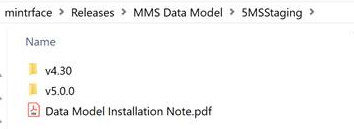 mintrface > Releases > MMS Data Model > 5MSStaging >
Name
v4.30
v5.0.0
Data Model Installation Note.pdf